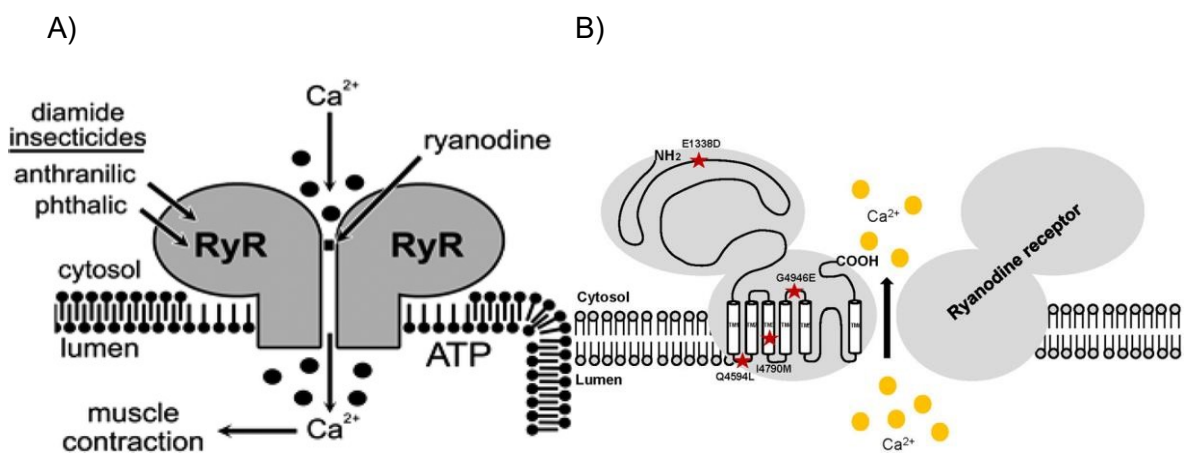 A)
Ca2+
diamide
insecticides
anthranilic
phthalic
ryanodine
RyR
RyR
cytosol
lumen
ATP
muscle
contraction
Ca2+
B)
E1338D
NH2
Ca2+
COOH
G4946E
Ryanodine receptor
Cytosol
Lumen
Q4594L
I4790M
Ca2+